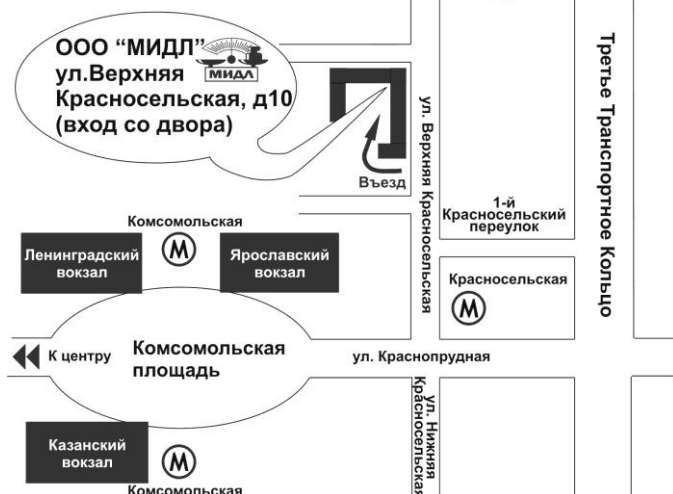 ООО “МИДЛ”
ул.Верхняя
Красносельская, д10
(вход со двора)
МИДЛ
Въезд
ул. Верхняя Красносельская
Третье Транспортное Кольцо
1-й
Красносельский
переулок
Комсомольская
М
Ленинградский
вокзал
Ярославский
вокзал
Красносельская
М
К центру
Комсомольская
площадь
ул. Краснопрудная
ул. Нижняя
Красносельская
Казанский
вокзал
М
Комсомольская